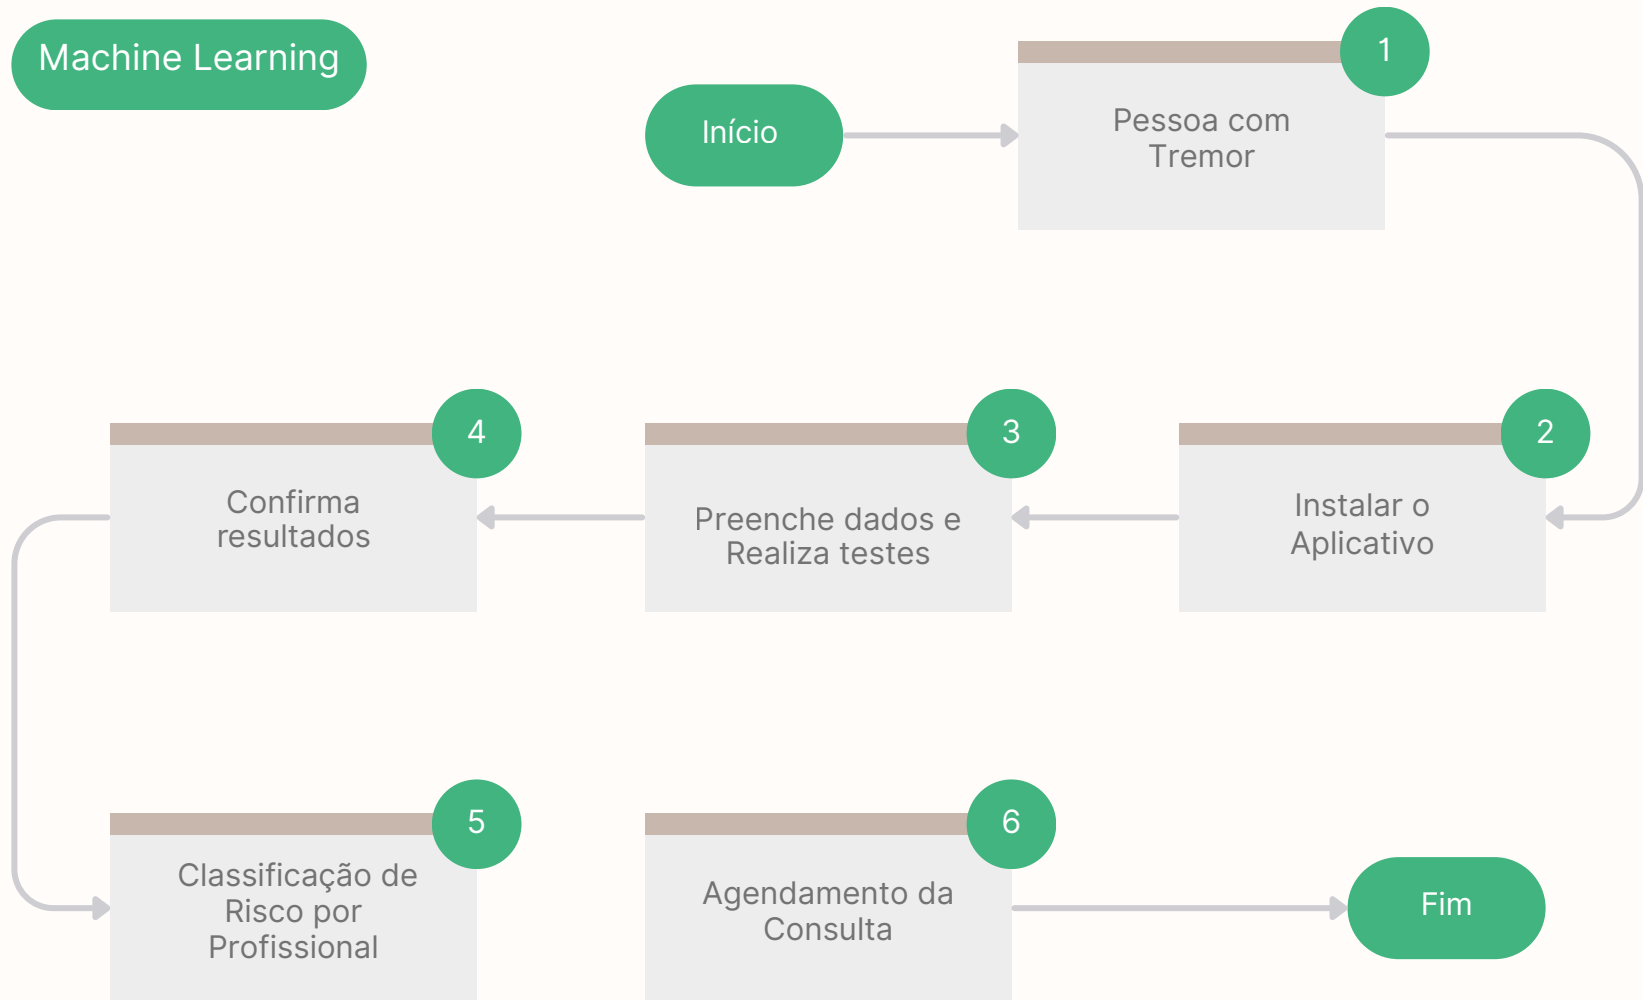 Machine Learning
Início
1
Pessoa com
Tremor
2
Instalar o
Aplicativo
3
Preenche dados e
Realiza testes
4
Confirma
resultados
5
Classificação de
Risco por
Profissional
6
Agendamento da
Consulta
Fim